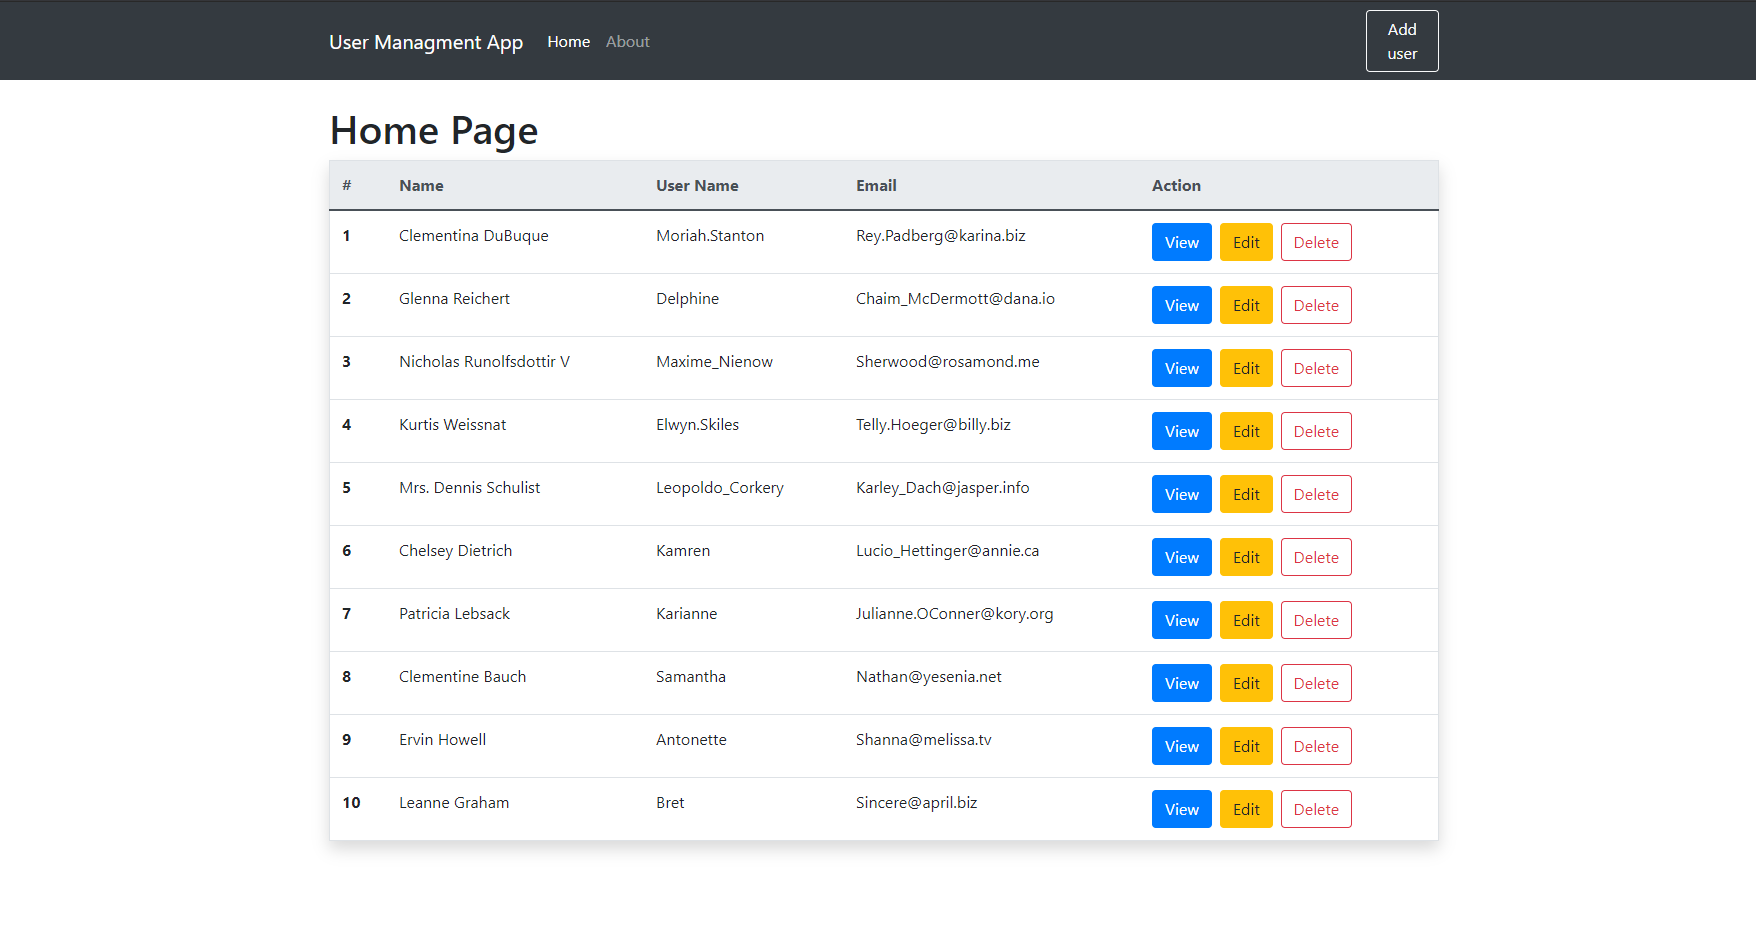 User Managment App Home About Add
user
Home Page
# Name User Name Email Action
1 Clementina DuBuque Moriah.Stanton Rey.Padberg@karina.biz View Edit Delete
2 Glenna Reichert Delphine Chaim_McDermott@dana.io View Edit Delete
3 Nicholas Runolfsdottir V Maxime_Nienow Sherwood@rosamond.me View Edit Delete
4 Kurtis Weissnat Elwyn.Skiles Telly.Hoeger@billy.biz View Edit Delete
5 Mrs. Dennis Schulist Leopoldo_Corkery Karley_Dach@jasper.info View Edit Delete
6 Chelsey Dietrich Kamren Lucio_Hettinger@annie.ca View Edit Delete
7 Patricia Lebsack Karianne Julianne.OConner@kory.org View Edit Delete
8 Clementine Bauch Samantha Nathan@yesenia.net View Edit Delete
9 Ervin Howell Antonette Shanna@melissa.tv View Edit Delete
10 Leanne Graham Bret Sincere@april.biz View Edit Delete